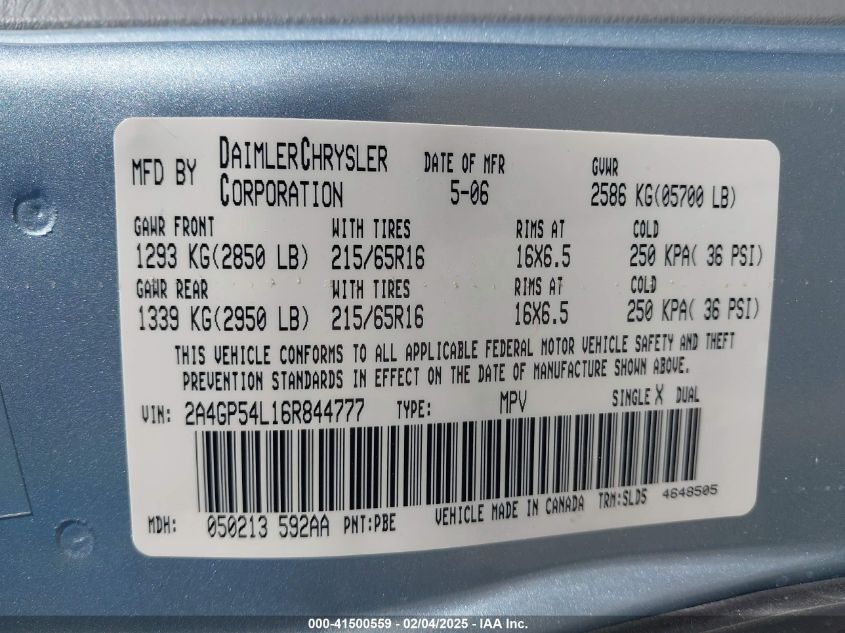 MFD BY DAIMLERCHRYSLER CORPORATION DATE OF MFR 5-06 GVWR 2586 KG(05700 LB)
GAWR FRONT WITH TIRES RIMS AT COLD
1293 KG(2850 LB) 215/65R16 16X6.5 250 KPA( 36 PSI)
GAWR REAR WITH TIRES RIMS AT COLD
1339 KG(2950 LB) 215/65R16 16X6.5 250 KPA( 36 PSI)
THIS VEHICLE CONFORMS TO ALL APPLICABLE FEDERAL MOTOR VEHICLE SAFETY AND THEFT
PREVENTION STANDARDS IN EFFECT ON THE DATE OF MANUFACTURE SHOWN ABOVE.
VIN: 2A4GP54L16R844777 TYPE: MPV SINGLE X DUAL
MDH: 050213 592AA PNT:PBE VEHICLE MADE IN CANADA TRM:SLD5 4648505
000-41500559 - 02/04/2025 - IAA Inc.